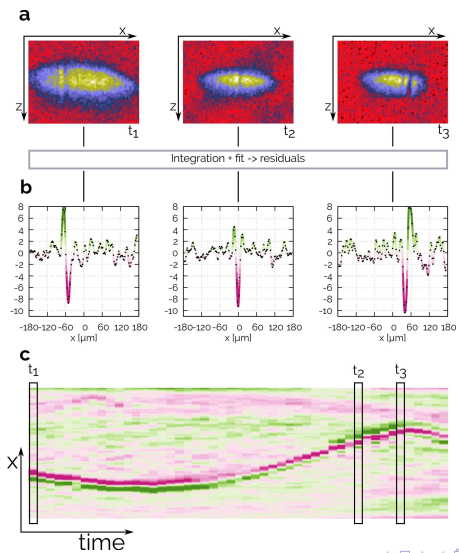 a
x
x
x
z
z
z
t1
t2
t3
Integration + fit -> residuals
b
8
6
4
2
0
-2
-4
-6
-8
-10
-180-120-60 0 60 120 180
x [µm]
8
6
4
2
0
-2
-4
-6
-8
-10
-180-120-60 0 60 120 180
x [µm]
8
6
4
2
0
-2
-4
-6
-8
-10
-180-120-60 0 60 120 180
x [µm]
c
t1
t2
t3
x
time